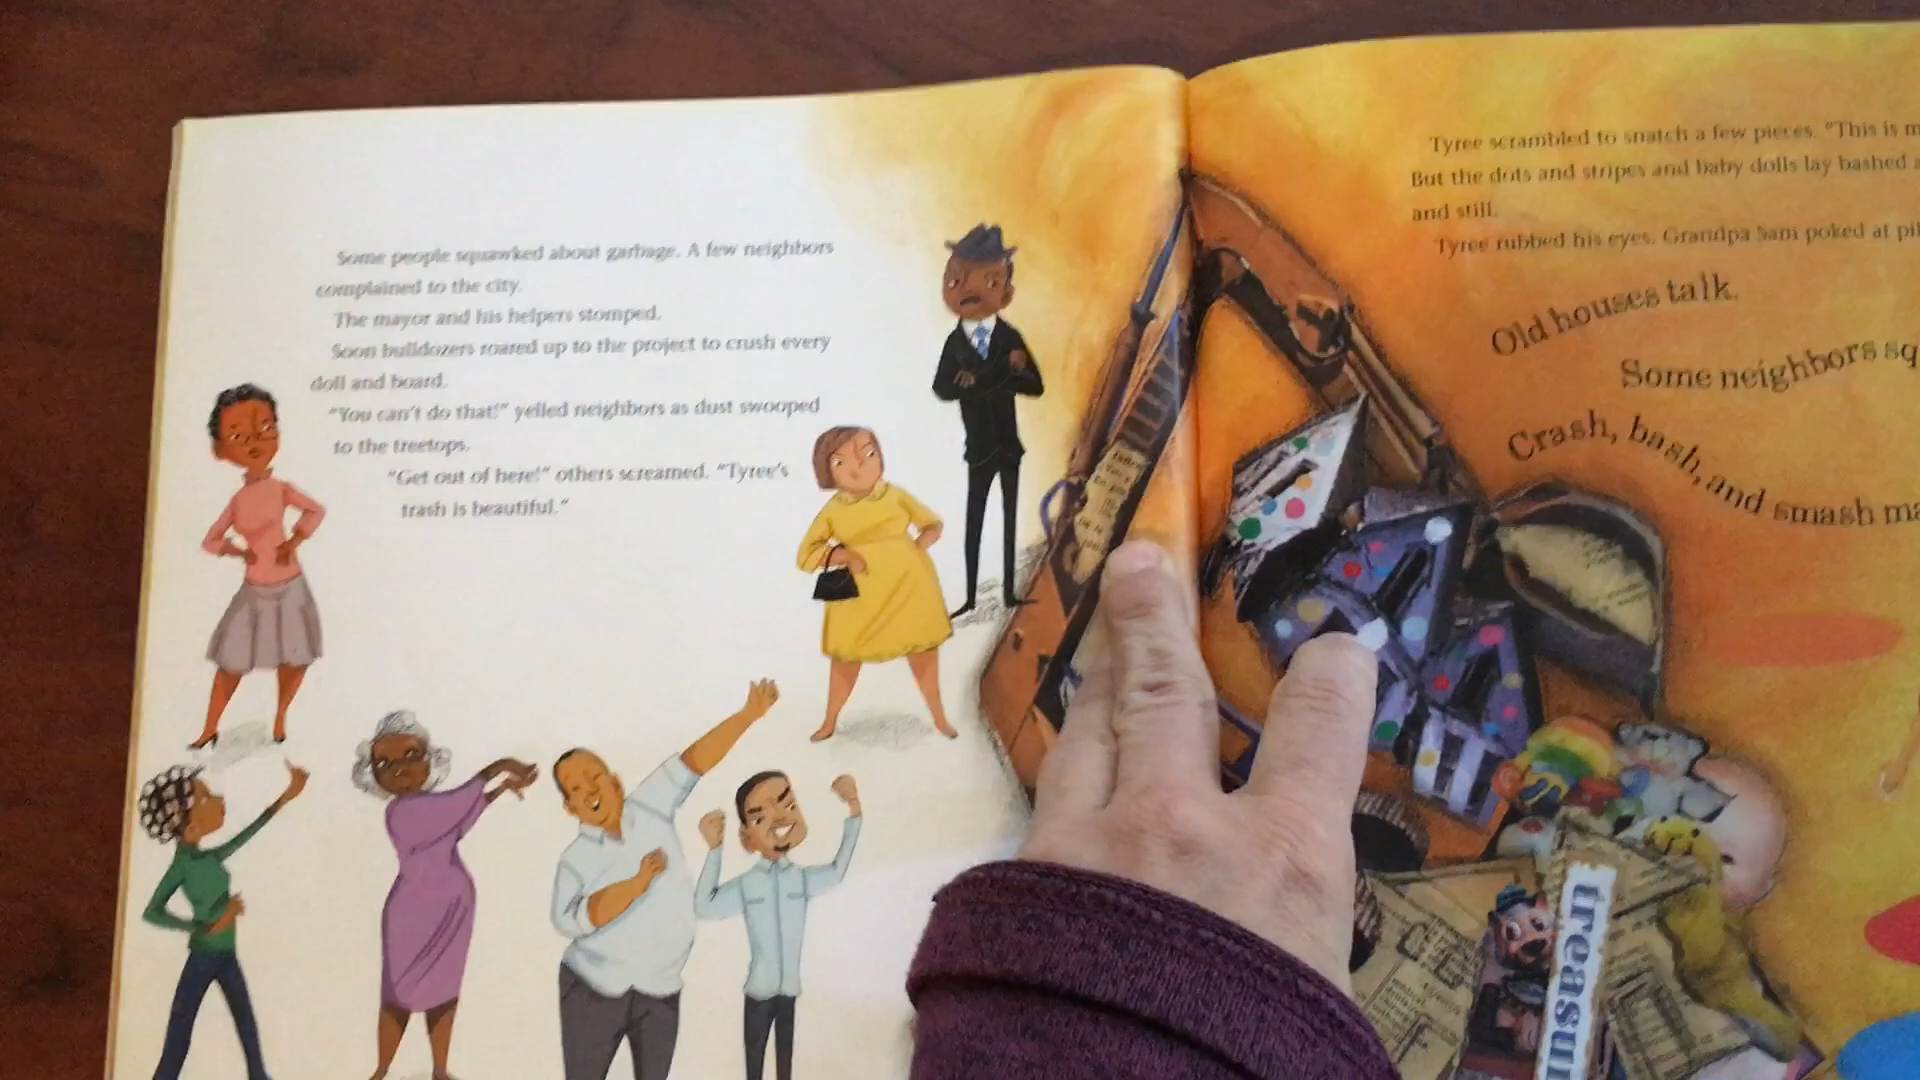 Some people squawked about garbage. A few neighbors
complained to the city.
The mayor and his helpers stomped.
Soon bulldozers roared up to the project to crush every
doll and board.
"You can't do that!" yelled neighbors as dust swooped
to the treetops.
"Get out of here!" others screamed. "Tyree's
trash is beautiful."
Tyree scrambled to snatch a few pieces. "This is
But the dots and stripes and baby dolls lay bashed
and still.
Tyree rubbed his eyes. Grandpa Sam poked at
Old houses talk.
Some neighbors
Crash, bash, and smash
treasur